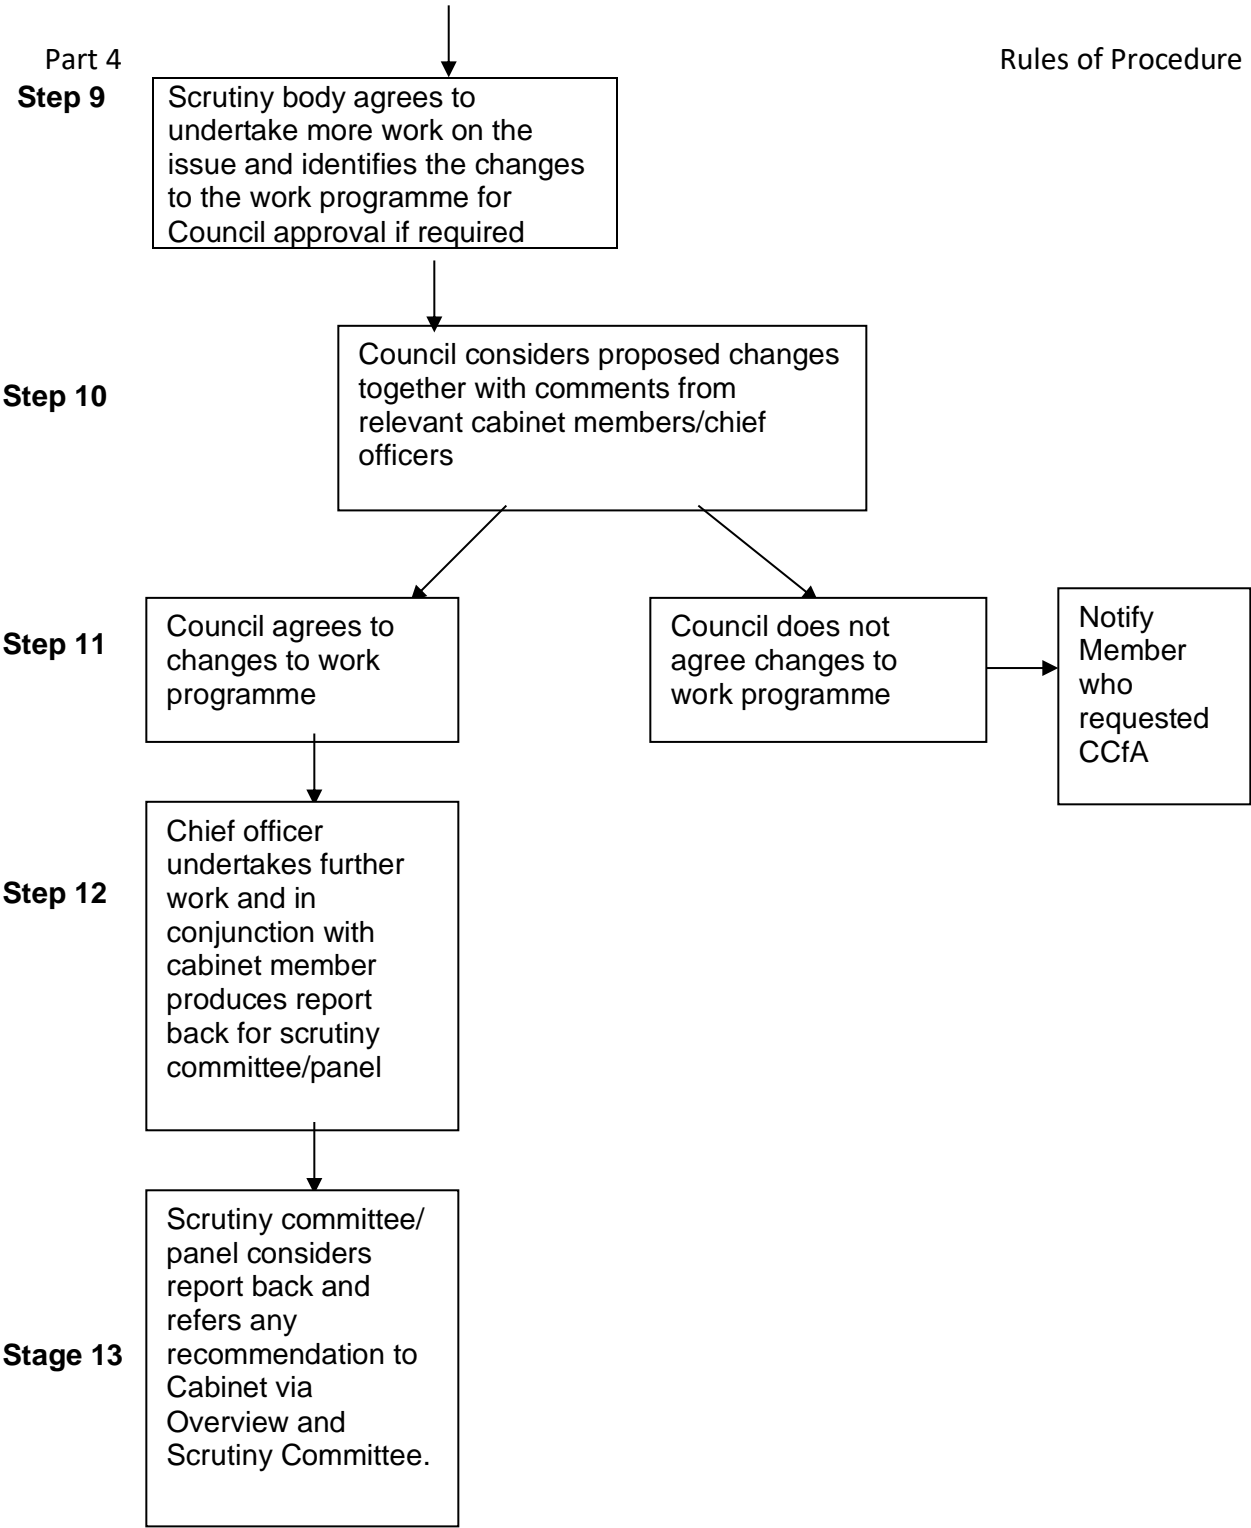 Part 4
Rules of Procedure
Step 9
Scrutiny body agrees to
undertake more work on the
issue and identifies the changes
to the work programme for
Council approval if required
Step 10
Council considers proposed changes
together with comments from
relevant cabinet members/chief
officers
Step 11
Council agrees to
changes to work
programme
Council does not
agree changes to
work programme
Notify
Member
who
requested
CCfA
Step 12
Chief officer
undertakes further
work and in
conjunction with
cabinet member
produces report
back for scrutiny
committee/panel
Stage 13
Scrutiny committee/
panel considers
report back and
refers any
recommendation to
Cabinet via
Overview and
Scrutiny Committee.